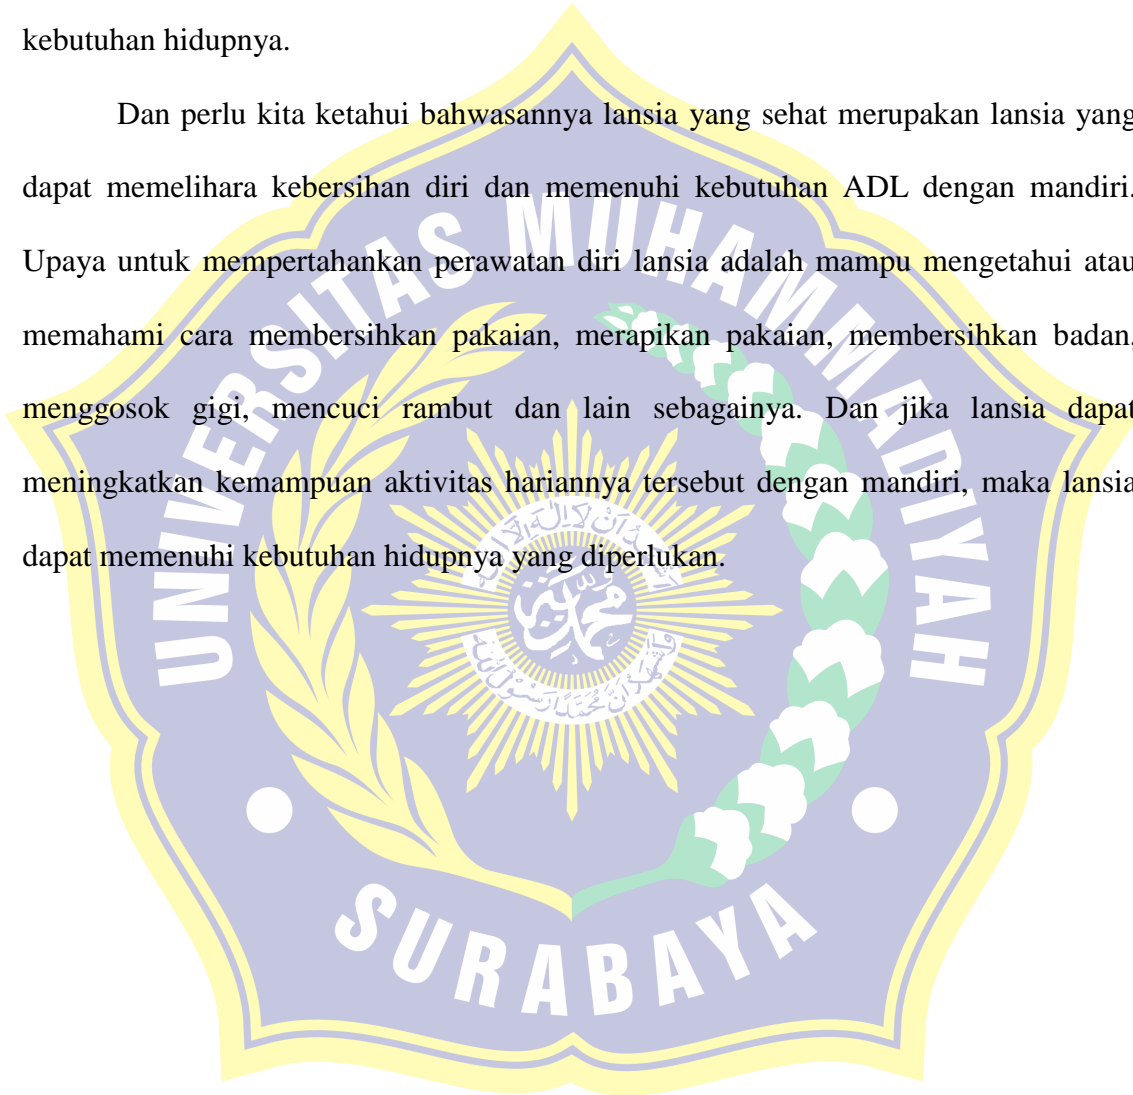 kebutuhan hidupnya.
Dan perlu kita ketahui bahwasannya lansia yang sehat merupakan lansia yang
dapat memelihara kebersihan diri dan memenuhi kebutuhan ADL dengan mandiri.
Upaya untuk mempertahankan perawatan diri lansia adalah mampu mengetahui atau
memahami cara membersihkan pakaian, merapikan pakaian, membersihkan badan,
menggosok gigi, mencuci rambut dan lain sebagainya. Dan jika lansia dapat
meningkatkan kemampuan aktivitas hariannya tersebut dengan mandiri, maka lansia
dapat memenuhi kebutuhan hidupnya yang diperlukan.
UNIVERSITAS MUHAMMADIYAH
SURABAYA